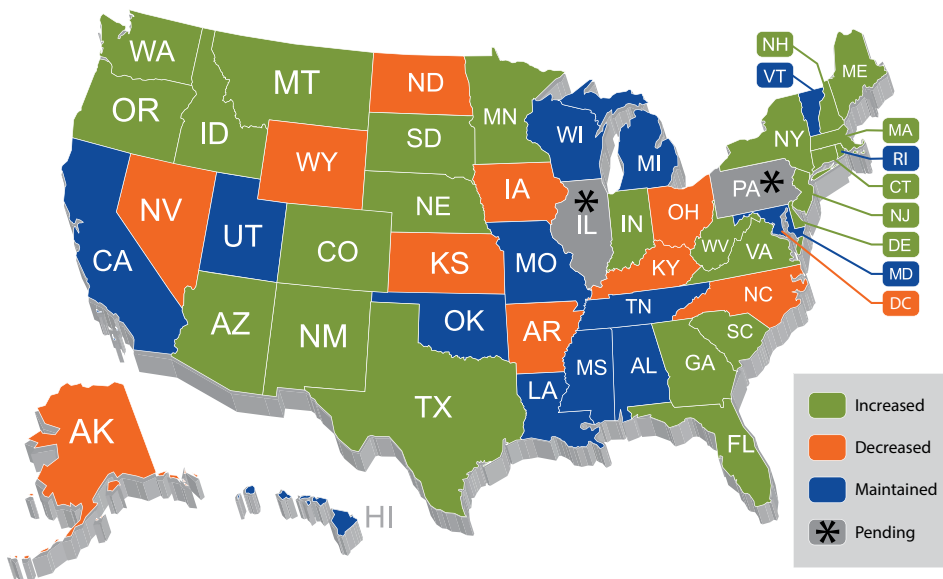 WA
MT
ND
MN
OR
ID
WY
SD
WI
MI
NY
ME
NH
VT
MA
RI
CT
NJ
DE
MD
DC
NV
UT
CA
CO
NE
IA
*
IL
IN
OH
PA *
WV
VA
KS
MO
KY
NC
TN
AZ
NM
OK
AR
SC
MS
AL
GA
LA
TX
FL
AK
HI
Increased
Decreased
Maintained
* Pending